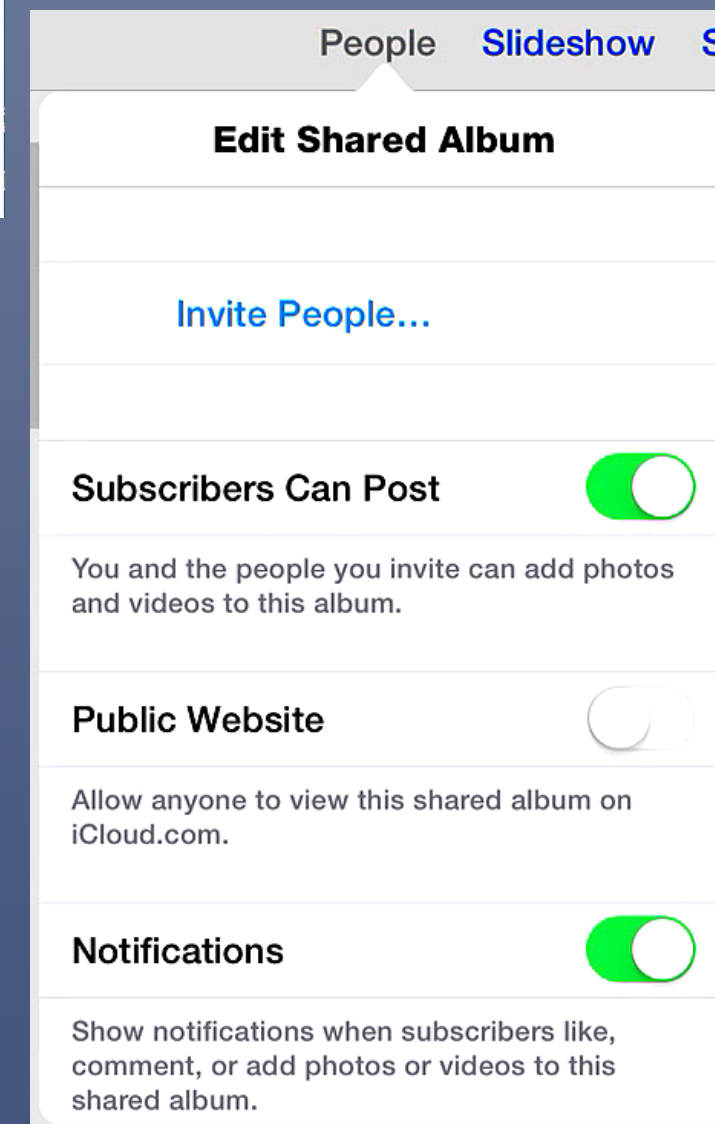 People Slideshow S
Edit Shared Album
Invite People...
Subscribers Can Post
You and the people you invite can add photos
and videos to this album.
Public Website
Allow anyone to view this shared album on
iCloud.com.
Notifications
Show notifications when subscribers like,
comment, or add photos or videos to this
shared album.